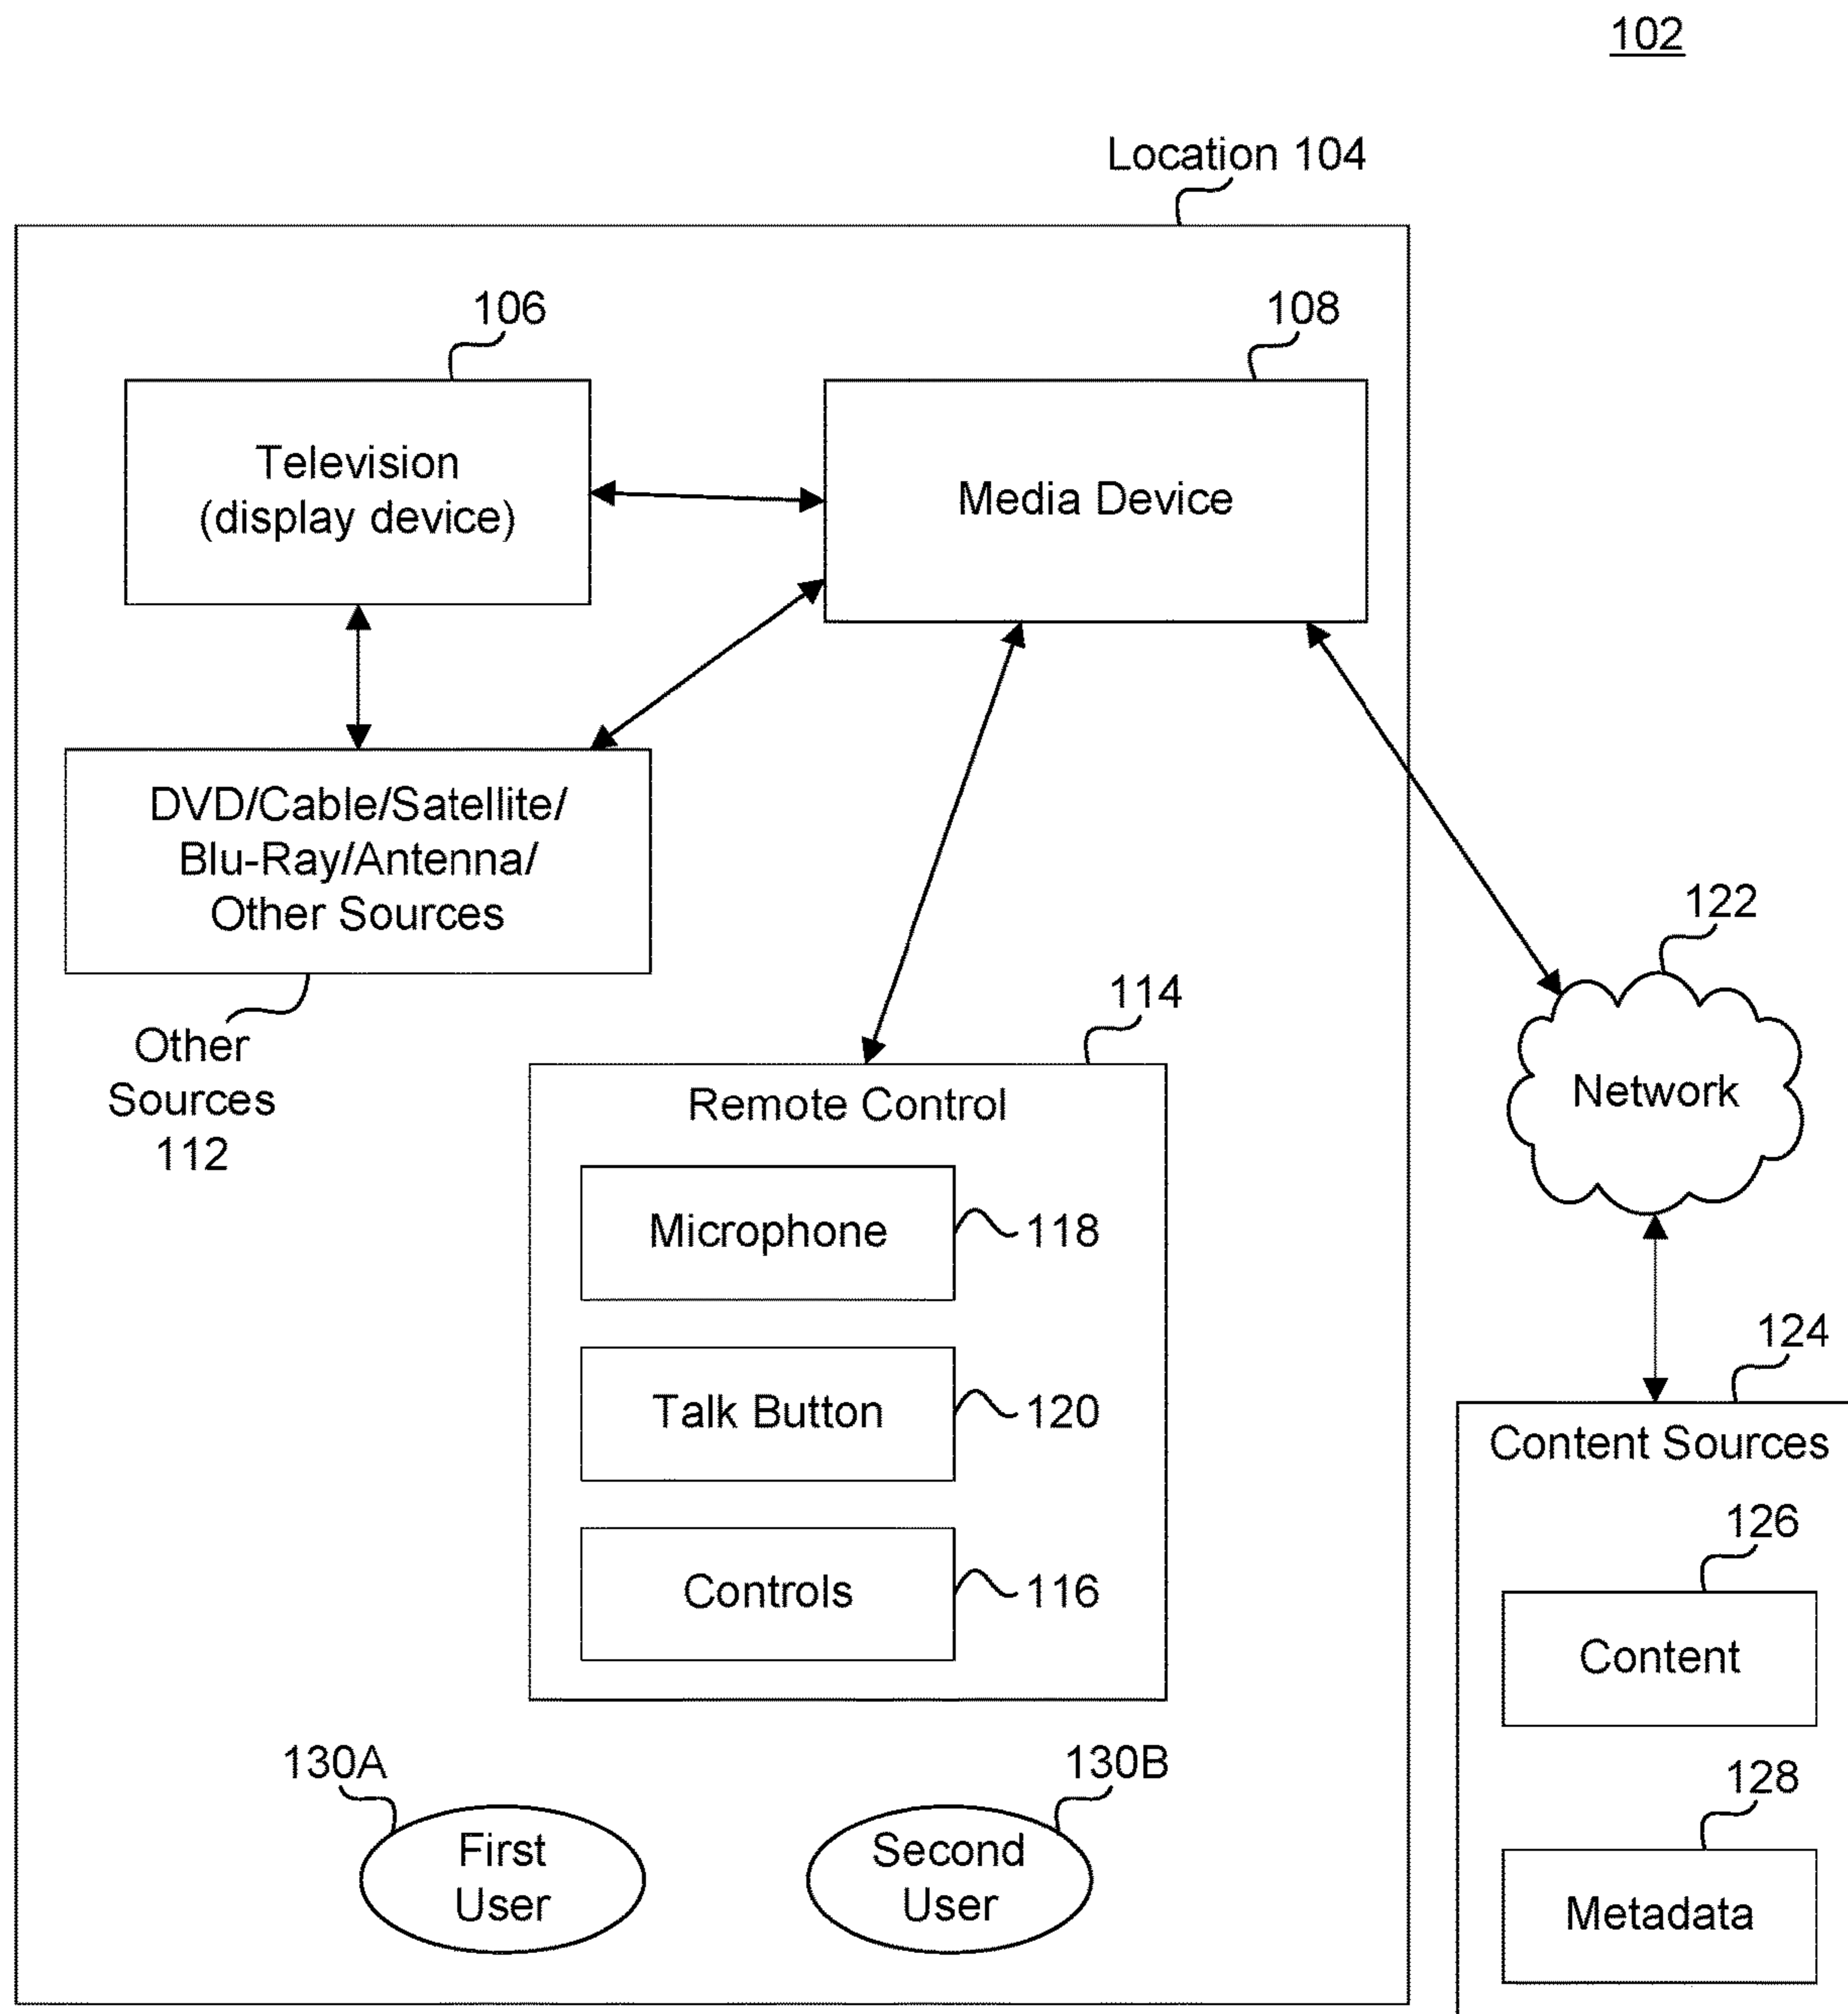 102
Location 104
106
108
Television
(display device)
Media Device
DVD/Cable/Satellite/
Blu-Ray/Antenna/
Other Sources
Other
Sources
112
114
Remote Control
Microphone
118
Talk Button
120
Controls
116
122
Network
124
Content Sources
126
Content
128
Metadata
130A
First
User
130B
Second
User